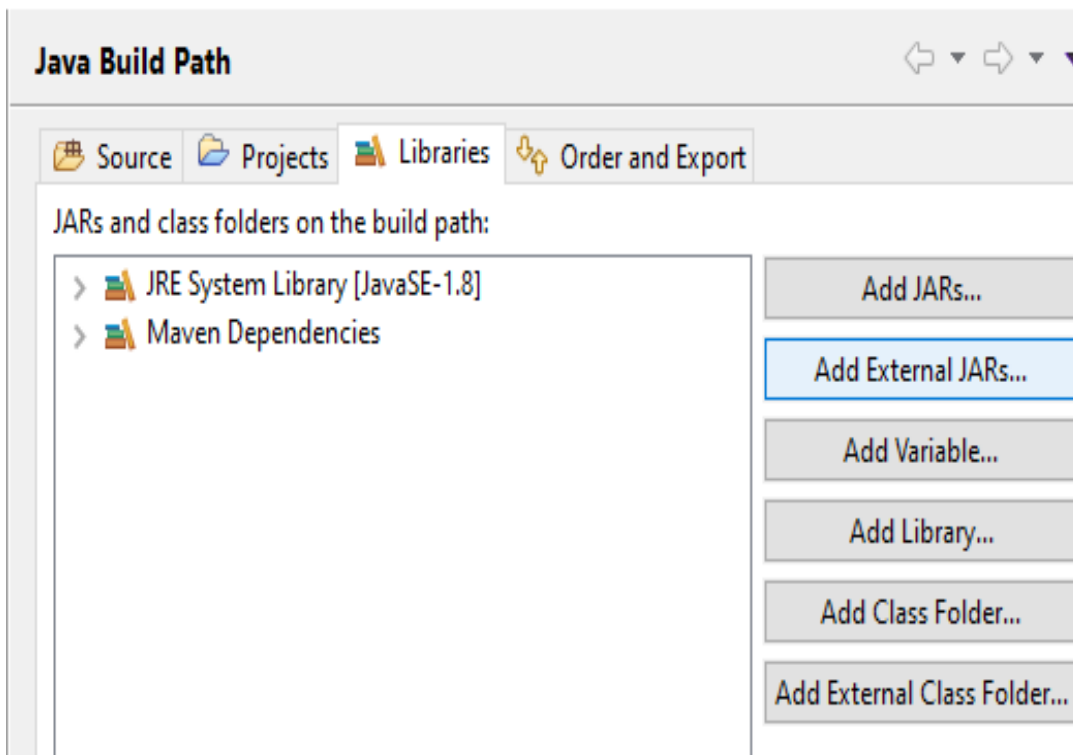 Java Build Path
Source Projects Libraries Order and Export
JARs and class folders on the build path:
JRE System Library [JavaSE-1.8]
Maven Dependencies
Add JARs...
Add External JARs...
Add Variable...
Add Library...
Add Class Folder...
Add External Class Folder...